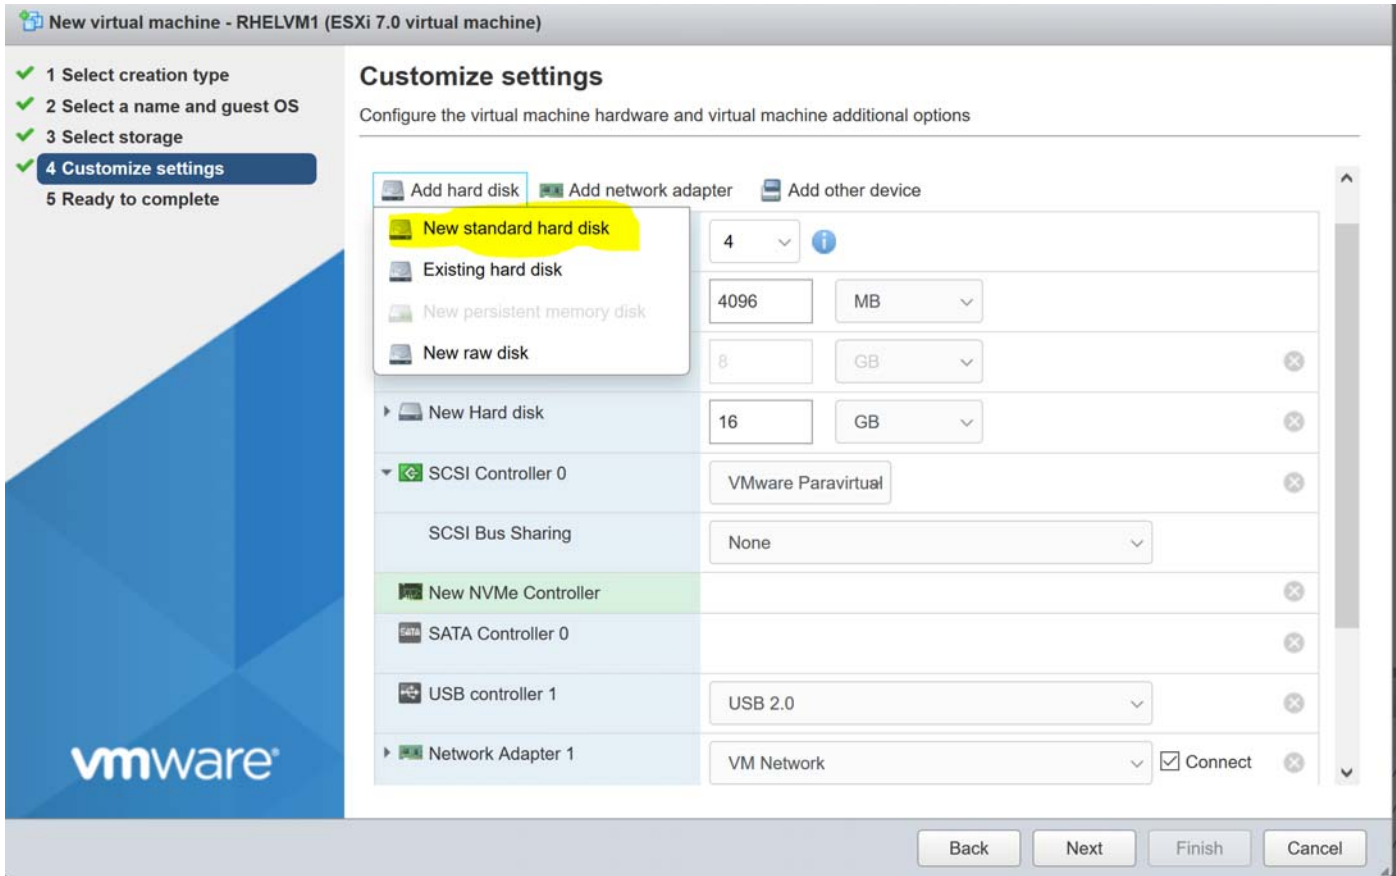 New virtual machine - RHELVM1 (ESXi 7.0 virtual machine)
1 Select creation type
2 Select a name and guest OS
3 Select storage
4 Customize settings
5 Ready to complete
vmware®
Customize settings
Configure the virtual machine hardware and virtual machine additional options
Add hard disk Add network adapter Add other device
New standard hard disk
Existing hard disk
New persistent memory disk
New raw disk
4
4096 MB
8 GB
New Hard disk 16 GB
SCSI Controller 0 VMware Paravirtual
SCSI Bus Sharing None
New NVMe Controller
SATA SATA Controller 0
USB controller 1 USB 2.0
Network Adapter 1 VM Network Connect
Back Next Finish Cancel